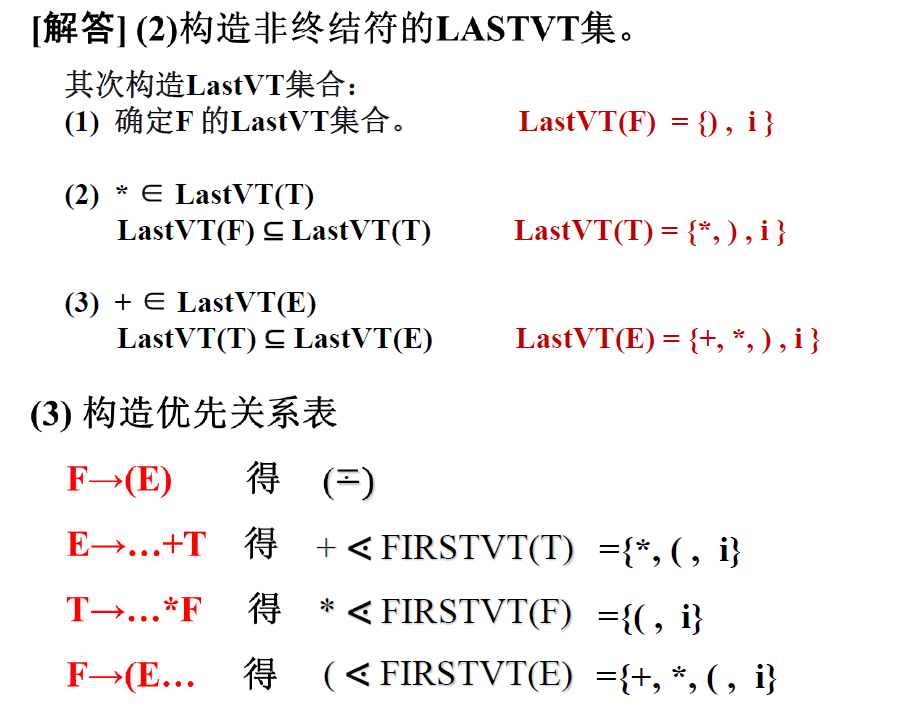 [解答] (2)构造非终结符的LASTVT集。
其次构造LastVT集合：
(1) 确定F 的LastVT集合。 LastVT(F) = {) , i }
(2) * ∈ LastVT(T)
LastVT(F) ⊆ LastVT(T) LastVT(T) = {*, ) , i }
(3) + ∈ LastVT(E)
LastVT(T) ⊆ LastVT(E) LastVT(E) = {+, *, ) , i }
(3) 构造优先关系表
F→(E) 得 (≖)
E→…+T 得 + ⋖ FIRSTVT(T) ={*, ( , i}
T→…*F 得 * ⋖ FIRSTVT(F) ={( , i}
F→(E… 得 ( ⋖ FIRSTVT(E) ={+, *, ( , i}